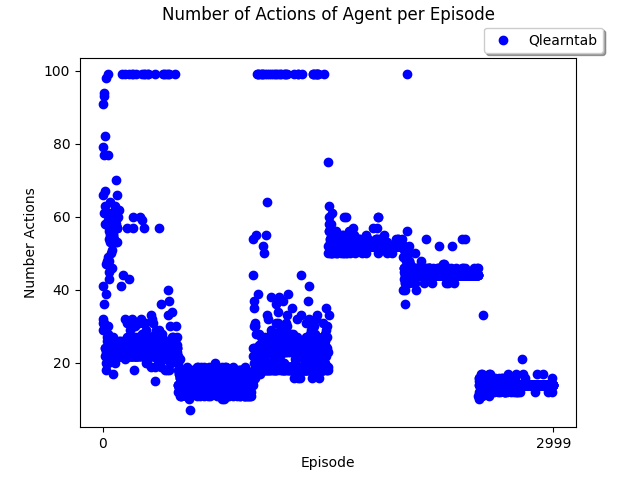 Number of Actions of Agent per Episode
Qlearntab
100
80
60
40
20
Number Actions
0
2999
Episode